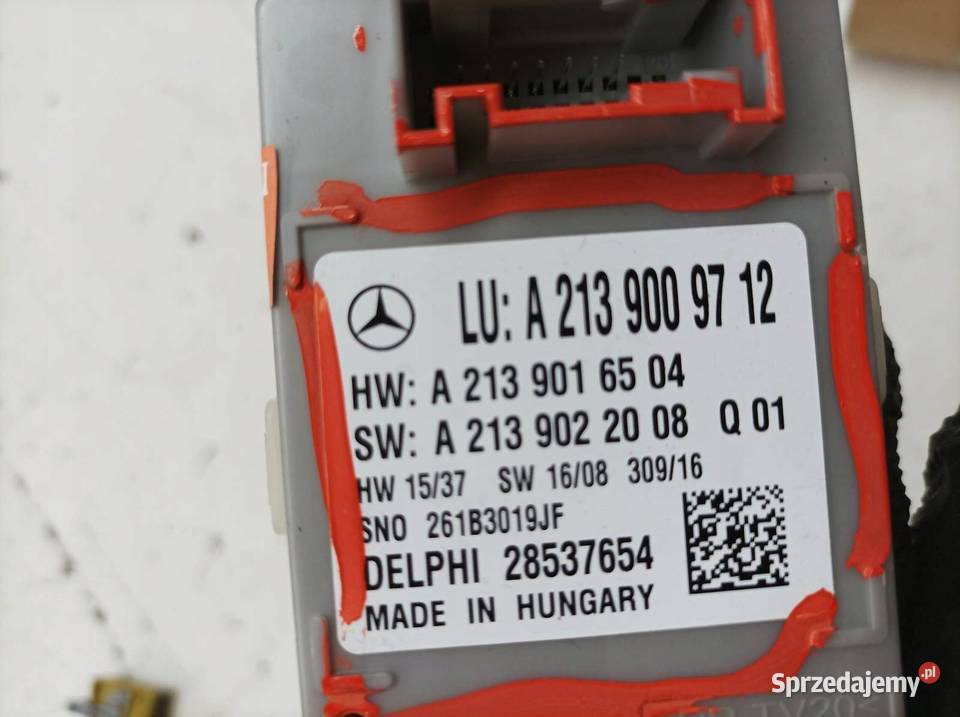 LU: A 213 900 97 12
HW: A 213 901 65 04
SW: A 213 902 20 08 Q 01
HW 15/37 SW 16/08 309/16
SNO 261B3019JF
DELPHI 28537654
MADE IN HUNGARY
Sprzedajemy.pl